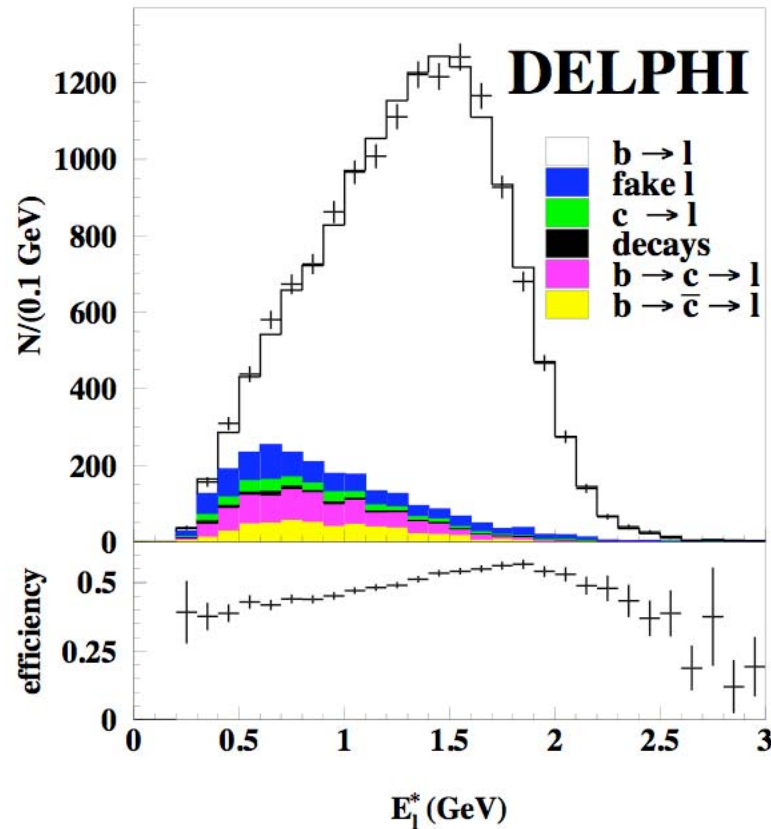 DELPHI
b → l
fake l
c → l
decays
b → c → l
b → c̄ → l
N/(0.1 GeV)
1200
1000
800
600
400
200
0
efficiency
0.5
0.25
0
0 0.5 1 1.5 2 2.5 3
E_l^* (GeV)